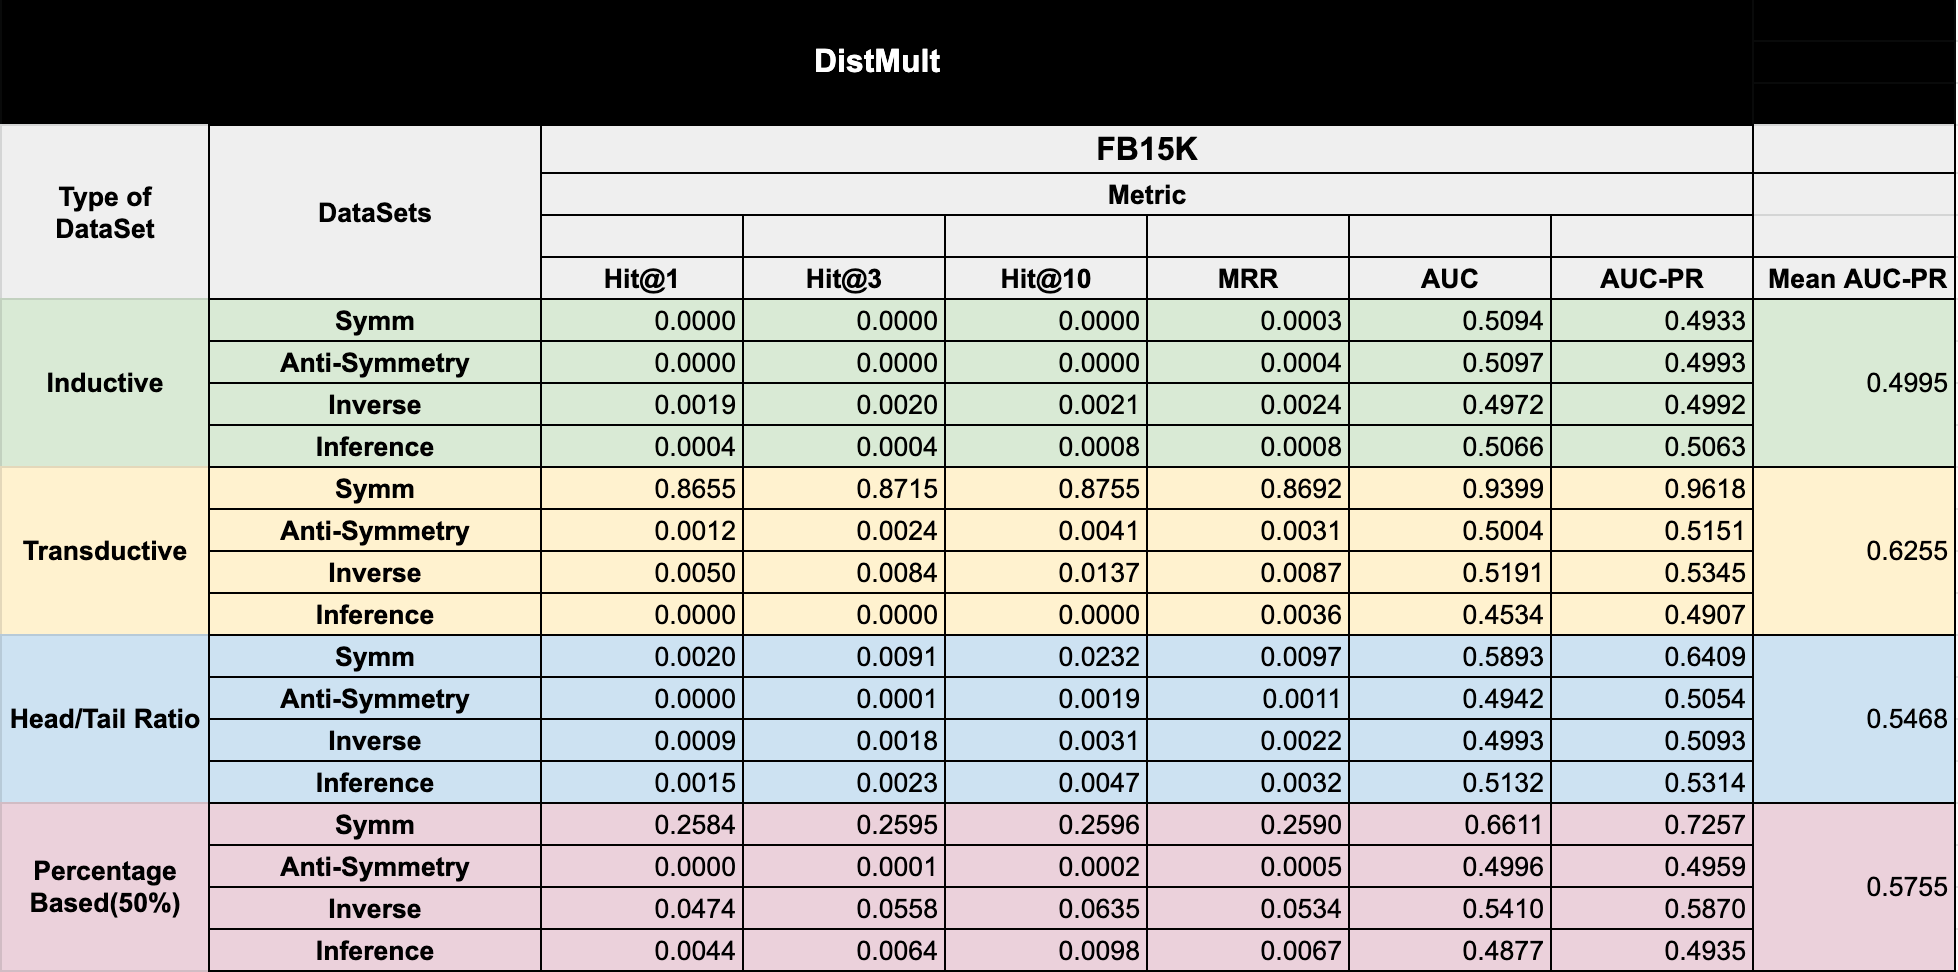 DistMult
FB15K
Type of
DataSet
DataSets
Metric
Hit@1 Hit@3 Hit@10 MRR AUC AUC-PR Mean AUC-PR
Inductive
Symm 0.0000 0.0000 0.0000 0.0003 0.5094 0.4933
Anti-Symmetry 0.0000 0.0000 0.0000 0.0004 0.5097 0.4993
0.4995
Inverse 0.0019 0.0020 0.0021 0.0024 0.4972 0.4992
Inference 0.0004 0.0004 0.0008 0.0008 0.5066 0.5063
Transductive
Symm 0.8655 0.8715 0.8755 0.8692 0.9399 0.9618
Anti-Symmetry 0.0012 0.0024 0.0041 0.0031 0.5004 0.5151
0.6255
Inverse 0.0050 0.0084 0.0137 0.0087 0.5191 0.5345
Inference 0.0000 0.0000 0.0000 0.0036 0.4534 0.4907
Head/Tail Ratio
Symm 0.0020 0.0091 0.0232 0.0097 0.5893 0.6409
Anti-Symmetry 0.0000 0.0001 0.0019 0.0011 0.4942 0.5054
0.5468
Inverse 0.0009 0.0018 0.0031 0.0022 0.4993 0.5093
Inference 0.0015 0.0023 0.0047 0.0032 0.5132 0.5314
Percentage
Based(50%)
Symm 0.2584 0.2595 0.2596 0.2590 0.6611 0.7257
Anti-Symmetry 0.0000 0.0001 0.0002 0.0005 0.4996 0.4959
0.5755
Inverse 0.0474 0.0558 0.0635 0.0534 0.5410 0.5870
Inference 0.0044 0.0064 0.0098 0.0067 0.4877 0.4935